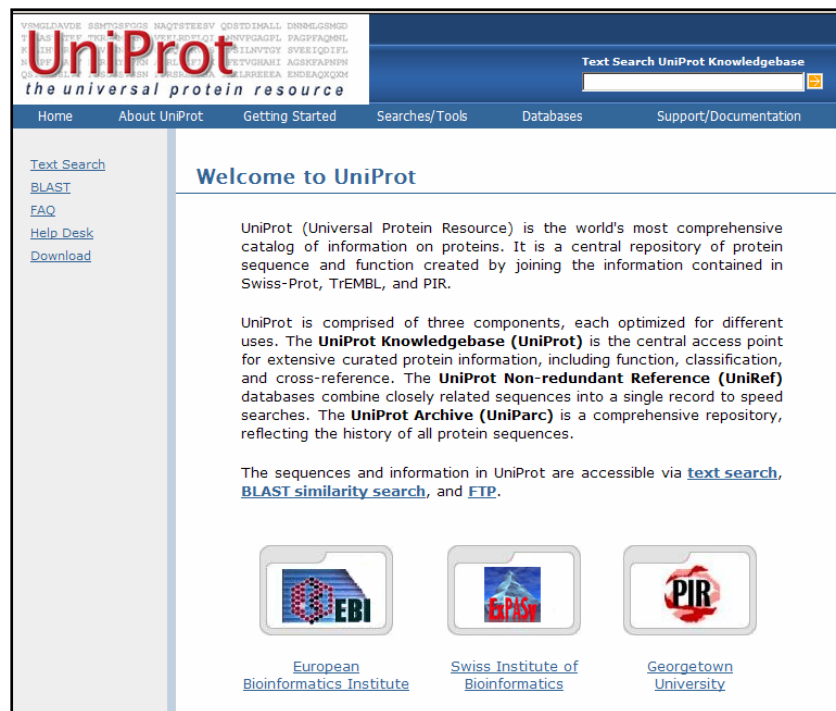 VSMGLDAVDE SSMTGSFGGS NAQTSTEESV QDSTDIMALL DNNMLGSMGD
UniProt
the universal protein resource
Text Search UniProt Knowledgebase
Home About UniProt Getting Started Searches/Tools Databases Support/Documentation
Text Search
BLAST
FAQ
Help Desk
Download
Welcome to UniProt
UniProt (Universal Protein Resource) is the world's most comprehensive
catalog of information on proteins. It is a central repository of protein
sequence and function created by joining the information contained in
Swiss-Prot, TrEMBL, and PIR.
UniProt is comprised of three components, each optimized for different
uses. The UniProt Knowledgebase (UniProt) is the central access point
for extensive curated protein information, including function, classification,
and cross-reference. The UniProt Non-redundant Reference (UniRef)
databases combine closely related sequences into a single record to speed
searches. The UniProt Archive (UniParc) is a comprehensive repository,
reflecting the history of all protein sequences.
The sequences and information in UniProt are accessible via text search,
BLAST similarity search, and FTP.
EBI ExPASy PIR
European Swiss Institute of Georgetown
Bioinformatics Institute Bioinformatics University